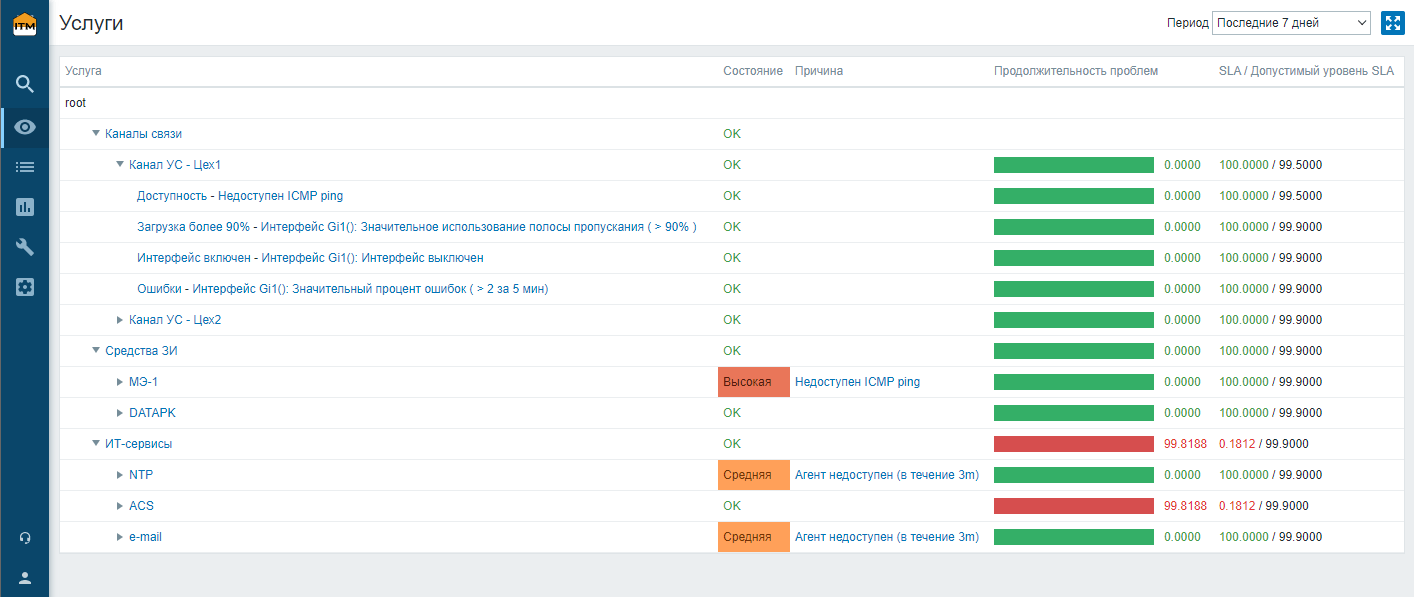 ITM
Услуги
Период Последние 7 дней
Услуга Состояние Причина Продолжительность проблем SLA / Допустимый уровень SLA
root
Каналы связи OK
Канал УС - Цех1 OK 0.0000 100.0000 / 99.5000
Доступность - Недоступен ICMP ping OK 0.0000 100.0000 / 99.5000
Загрузка более 90% - Интерфейс Gi1(): Значительное использование полосы пропускания ( > 90% ) OK 0.0000 100.0000 / 99.9000
Интерфейс включен - Интерфейс Gi1(): Интерфейс выключен OK 0.0000 100.0000 / 99.9000
Ошибки - Интерфейс Gi1(): Значительный процент ошибок ( > 2 за 5 мин) OK 0.0000 100.0000 / 99.9000
Канал УС - Цех2 OK 0.0000 100.0000 / 99.9000
Средства ЗИ OK 0.0000 100.0000 / 99.9000
МЭ-1 Высокая Недоступен ICMP ping 0.0000 100.0000 / 99.9000
DATAPK OK 0.0000 100.0000 / 99.9000
ИТ-сервисы OK 99.8188 0.1812 / 99.9000
NTP Средняя Агент недоступен (в течение 3m) 0.0000 100.0000 / 99.9000
ACS OK 99.8188 0.1812 / 99.9000
e-mail Средняя Агент недоступен (в течение 3m) 0.0000 100.0000 / 99.9000